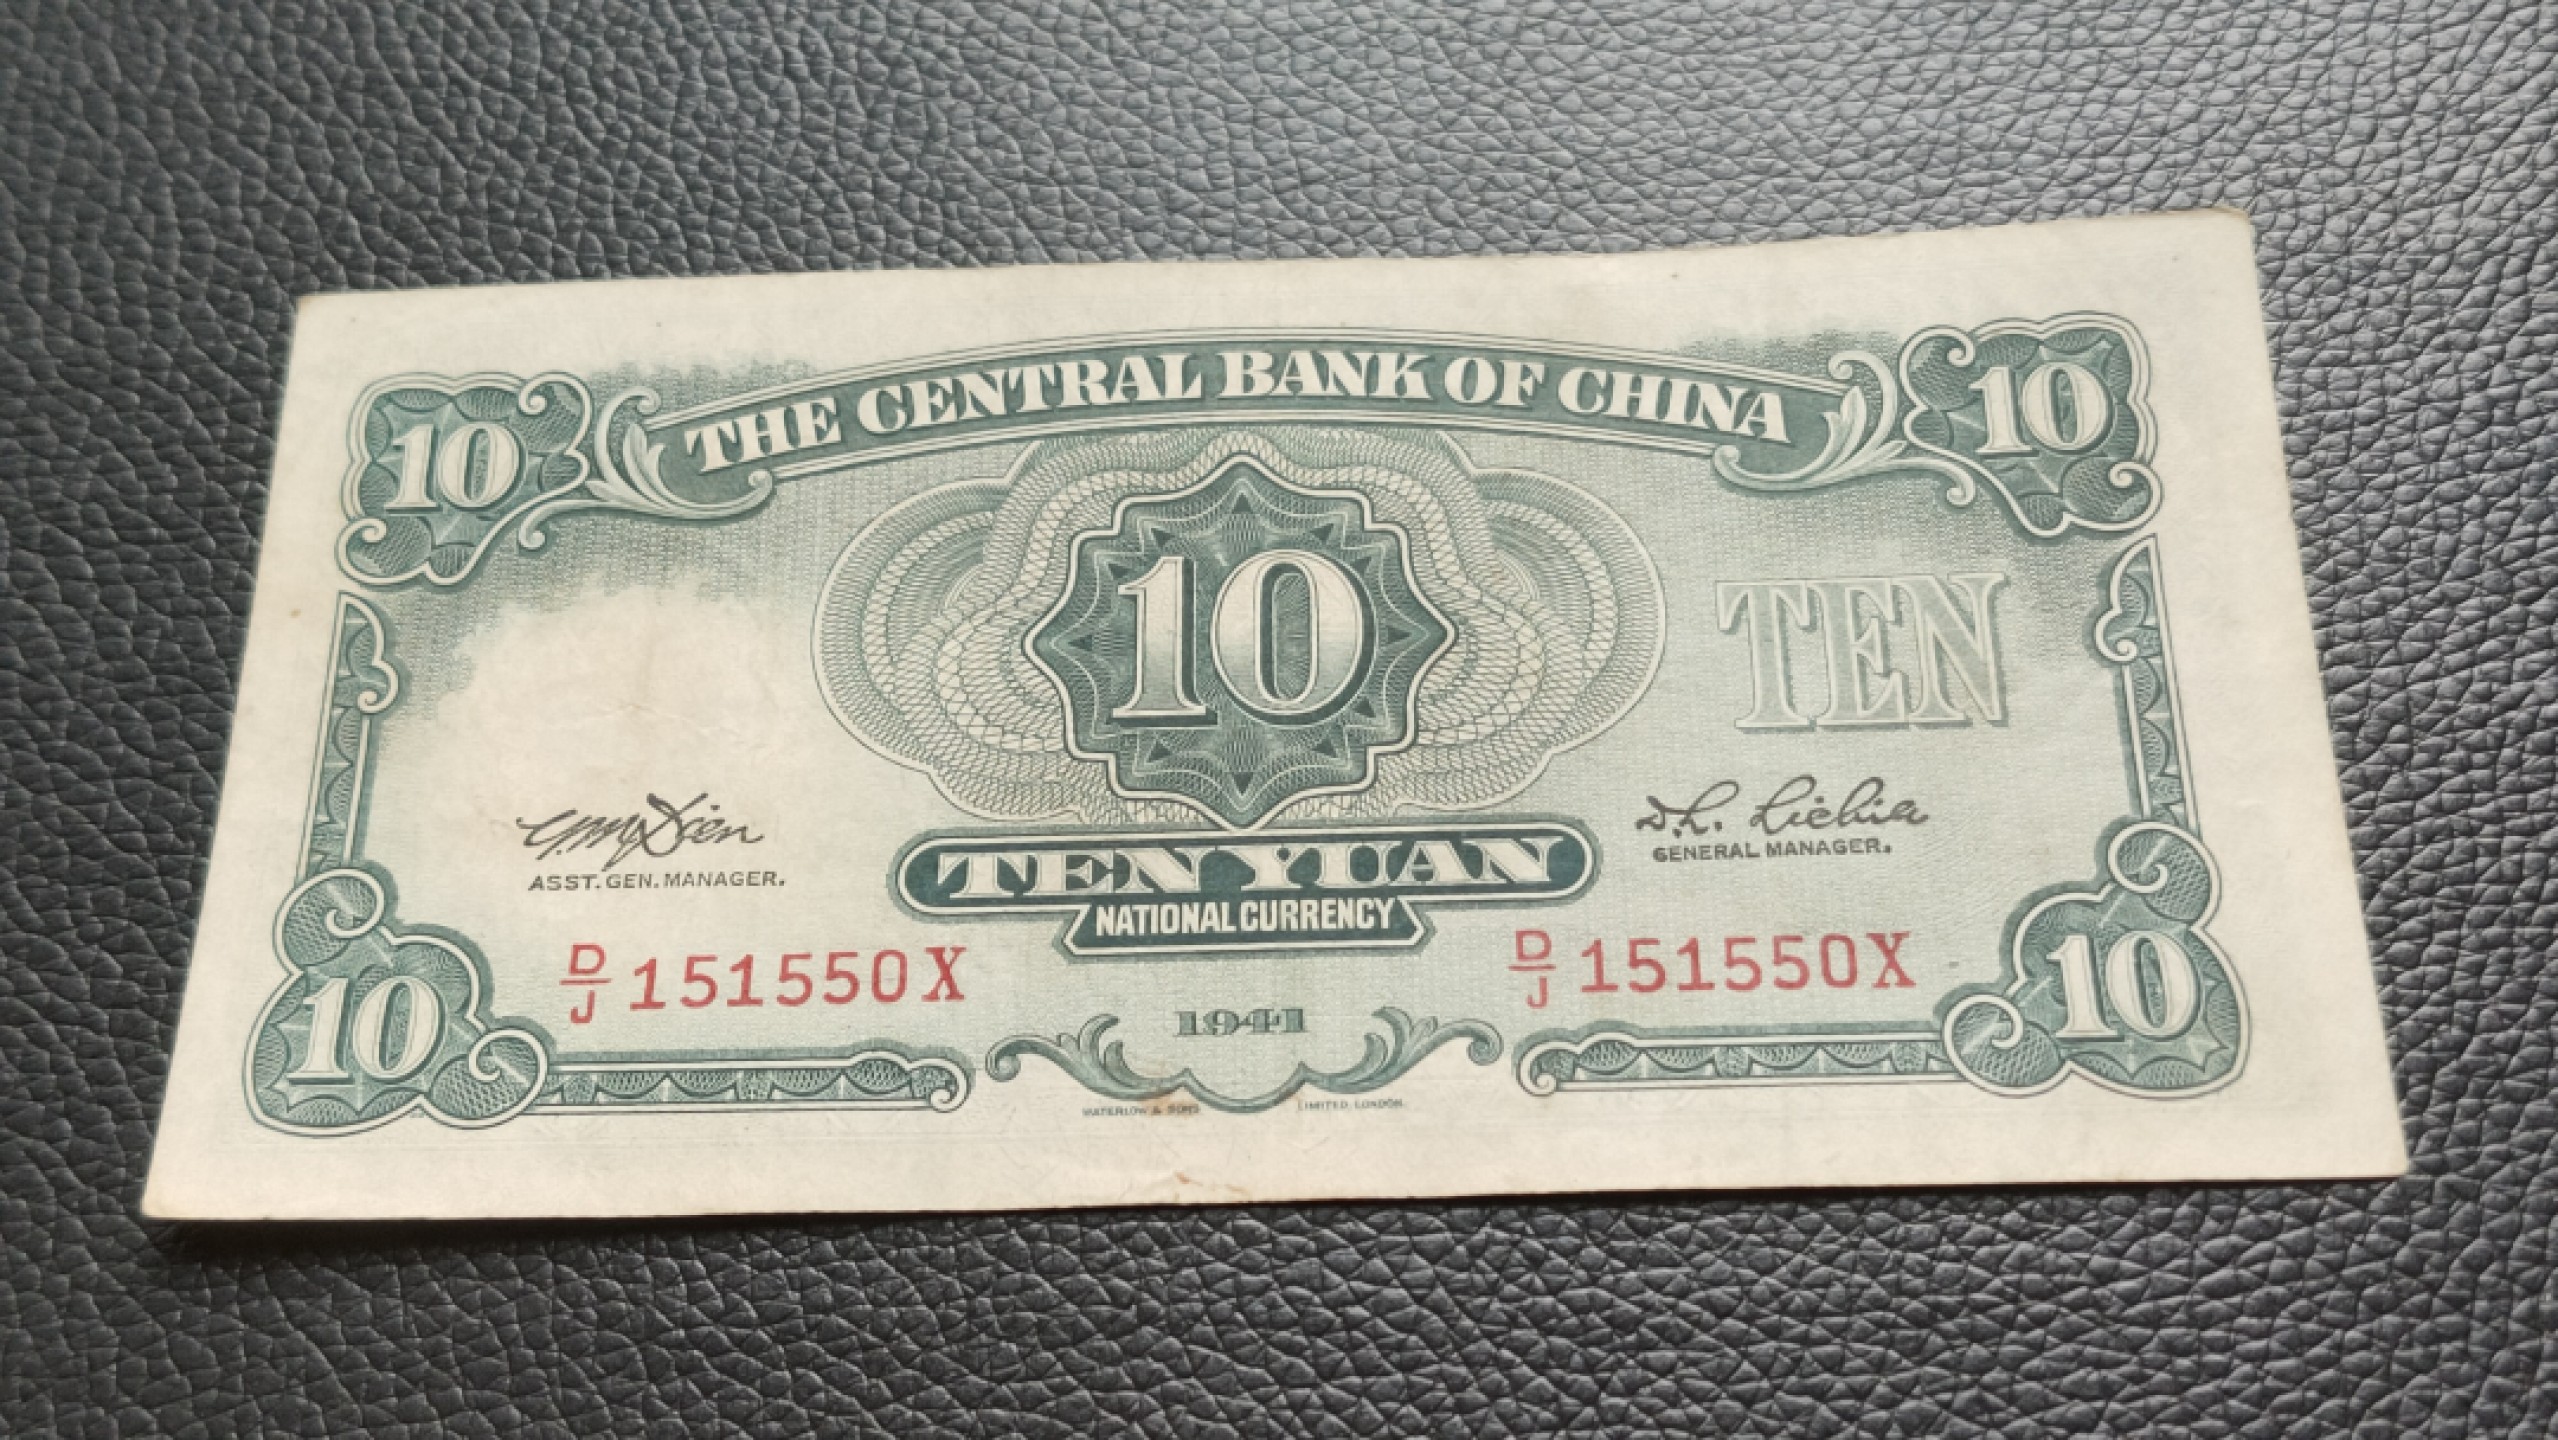 THE CENTRAL BANK OF CHINA
10 10
10
TEN
ASST. GEN. MANAGER.
GENERAL MANAGER.
TEN YUAN
NATIONAL CURRENCY
D/J 151550X D/J 151550X
10 10
1941
WATERLOW & SONS LIMITED, LONDON.